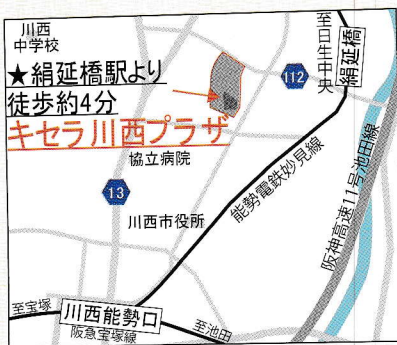 川西
中学校
至日生中央
絹延橋
★絹延橋駅より
徒歩約4分
112
キセラ川西プラザ
協立病院
13
川西市役所
能勢電鉄妙見線
阪神高速11号池田線
至宝塚
川西能勢口
阪急宝塚線
至池田